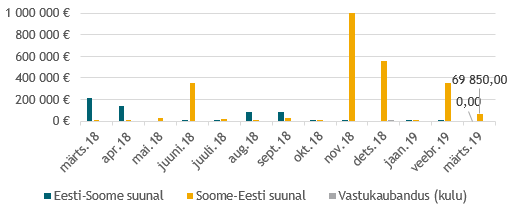 1 000 000 €
800 000 €
600 000 €
400 000 €
200 000 €
0 €
69 850,00
0,00
märts.18
apr.18
mai.18
juuni.18
juuli.18
aug.18
sept.18
okt.18
nov.18
dets.18
jaan.19
veebr.19
märts.19
Eesti-Soome suunal
Soome-Eesti suunal
Vastukaubandus (kulu)